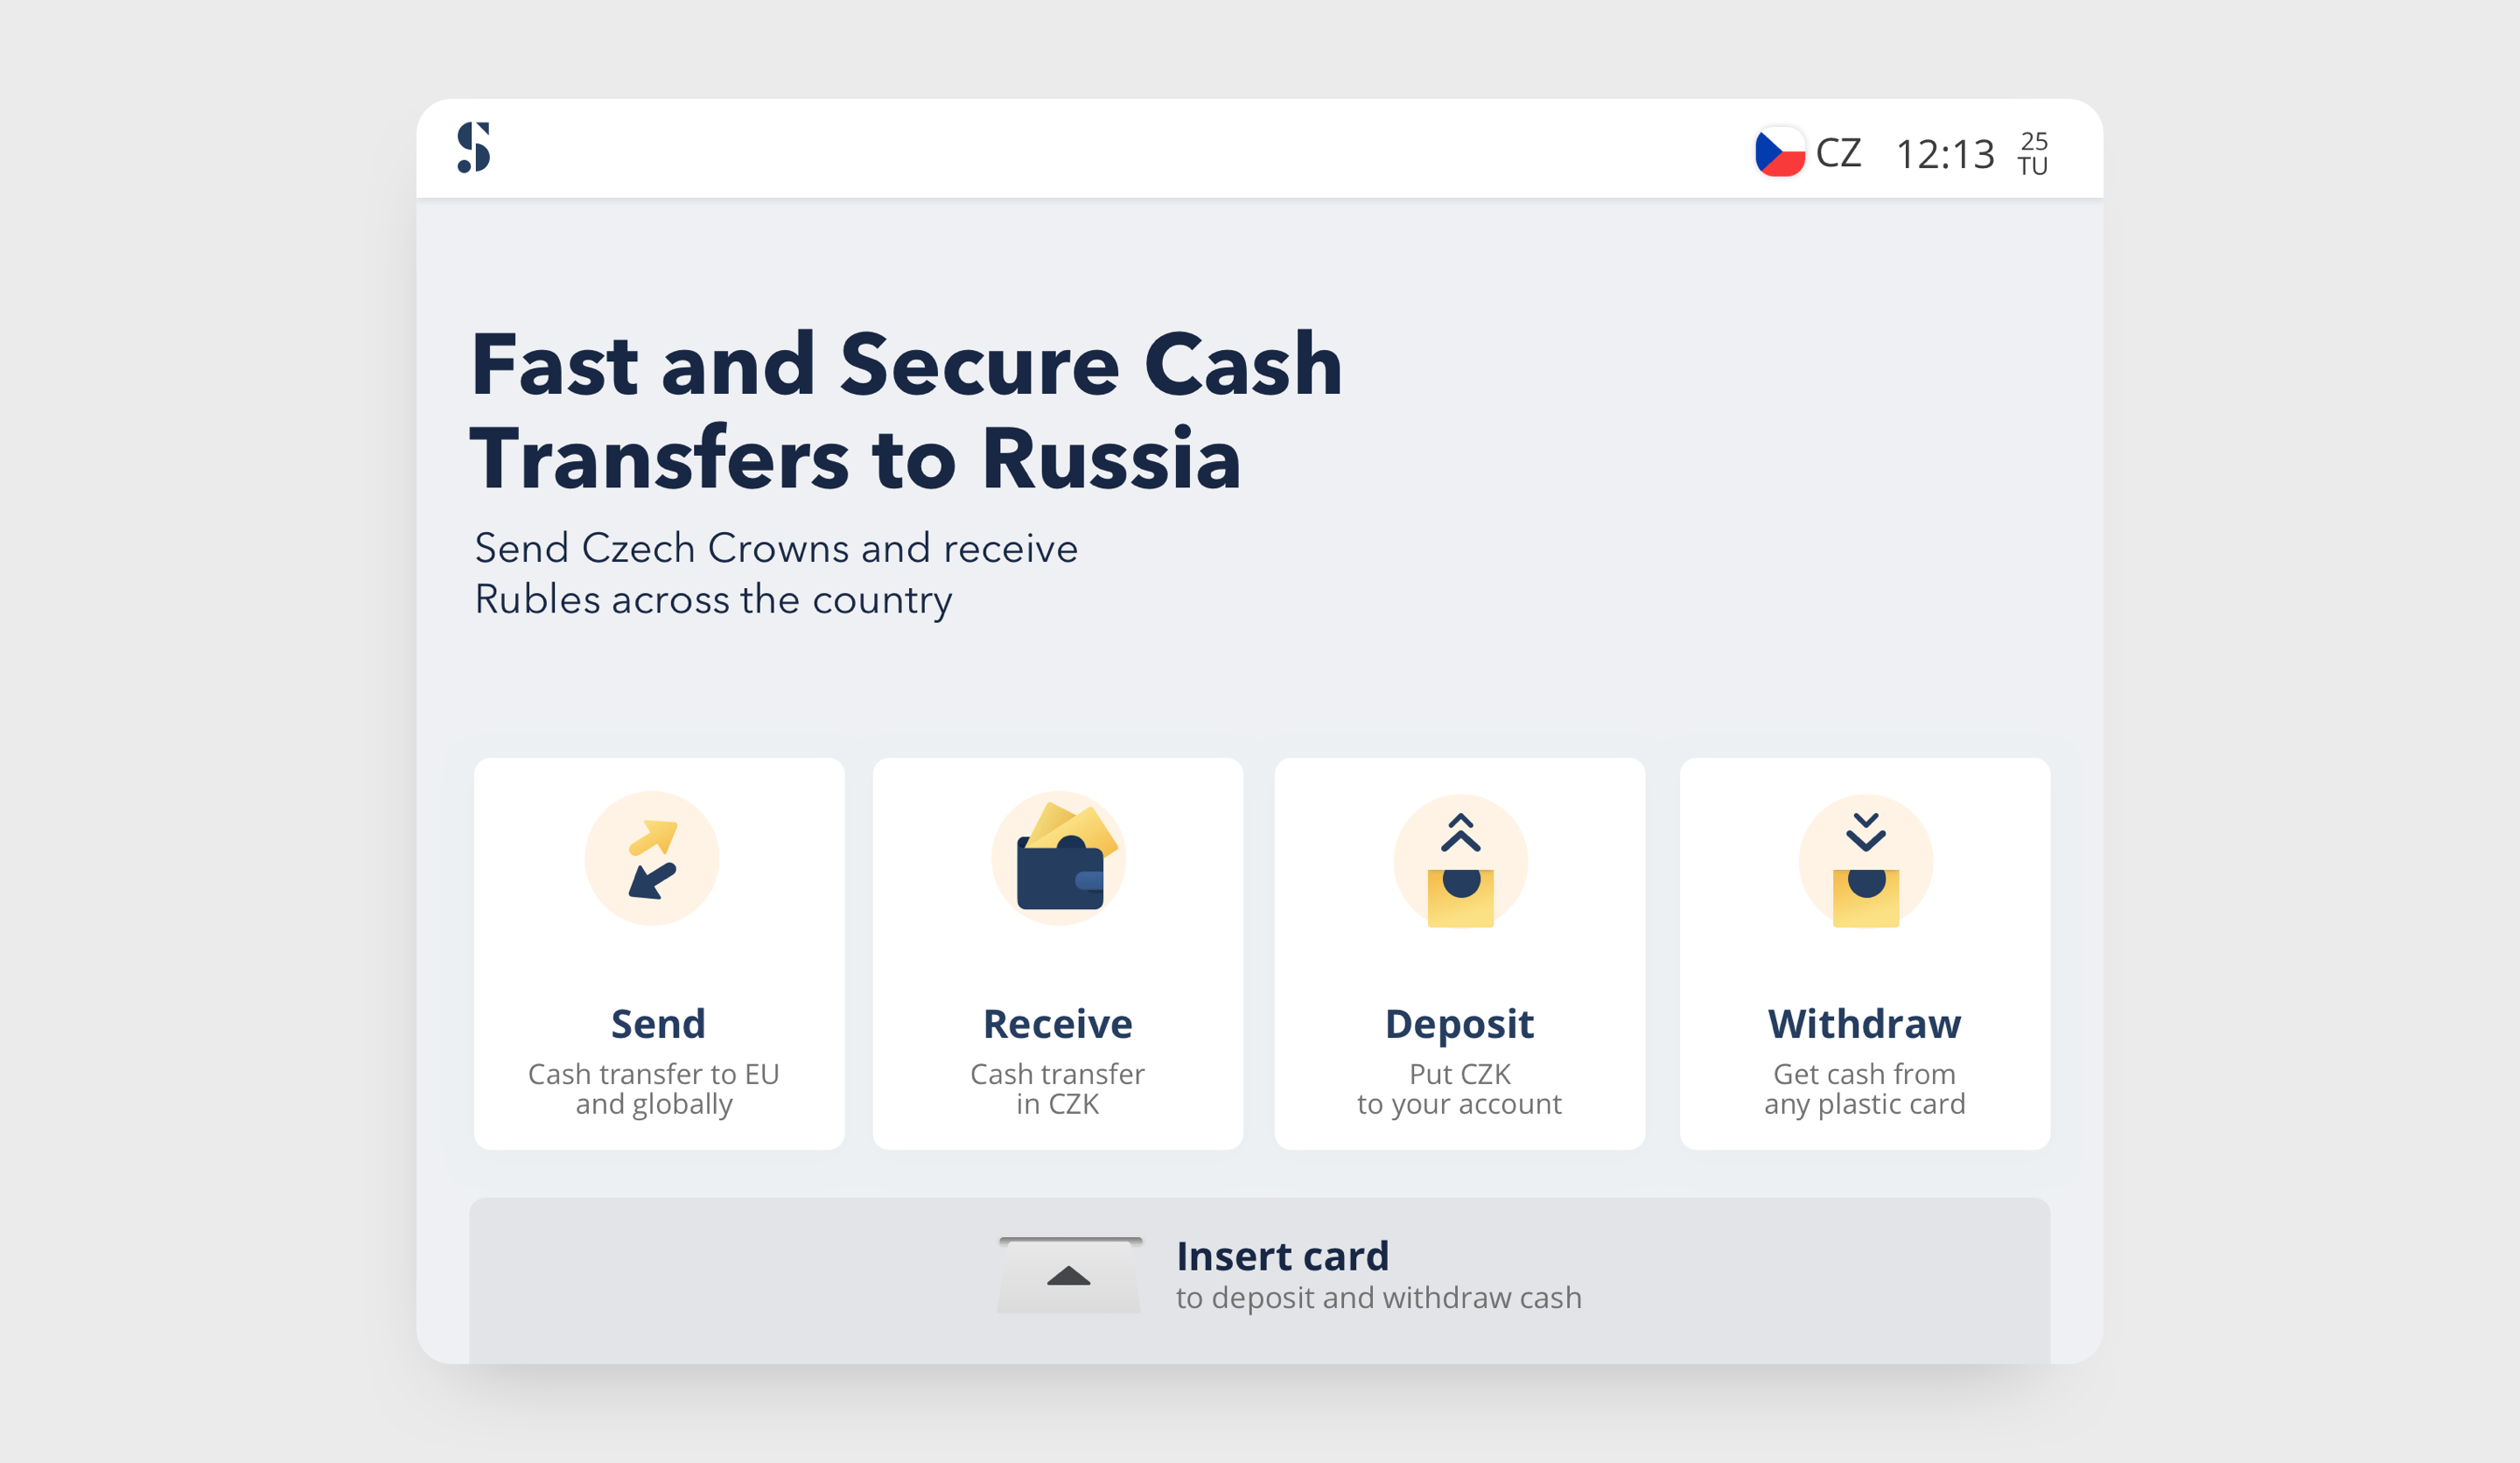 CZ 12:13 25
TU
Fast and Secure Cash
Transfers to Russia
Send Czech Crowns and receive
Rubles across the country
Send
Cash transfer to EU
and globally
Receive
Cash transfer
in CZK
Deposit
Put CZK
to your account
Withdraw
Get cash from
any plastic card
Insert card
to deposit and withdraw cash